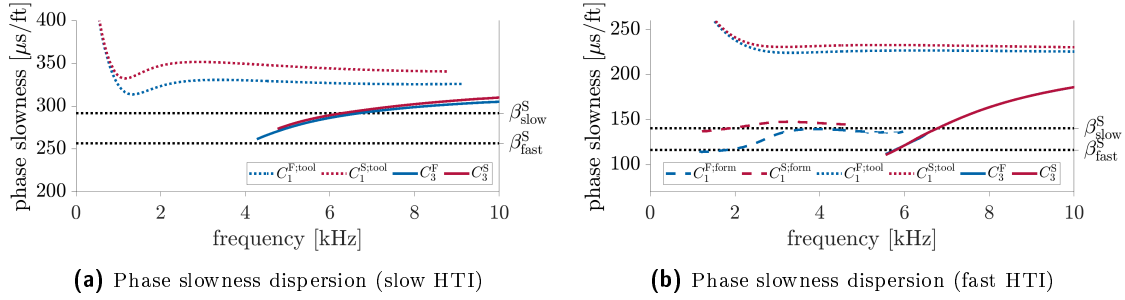 phase slowness [μs/ft]
400
350
300
250
200
0
2
4
6
8
10
β^S_slow
β^S_fast
C_1^F;tool C_1^S;tool C_3^F C_3^S
frequency [kHz]
(a) Phase slowness dispersion (slow HTI)
phase slowness [μs/ft]
250
200
150
100
0
2
4
6
8
10
β^S_slow
β^S_fast
C_1^F;form C_1^S;form C_1^F;tool C_1^S;tool C_3^F C_3^S
frequency [kHz]
(b) Phase slowness dispersion (fast HTI)